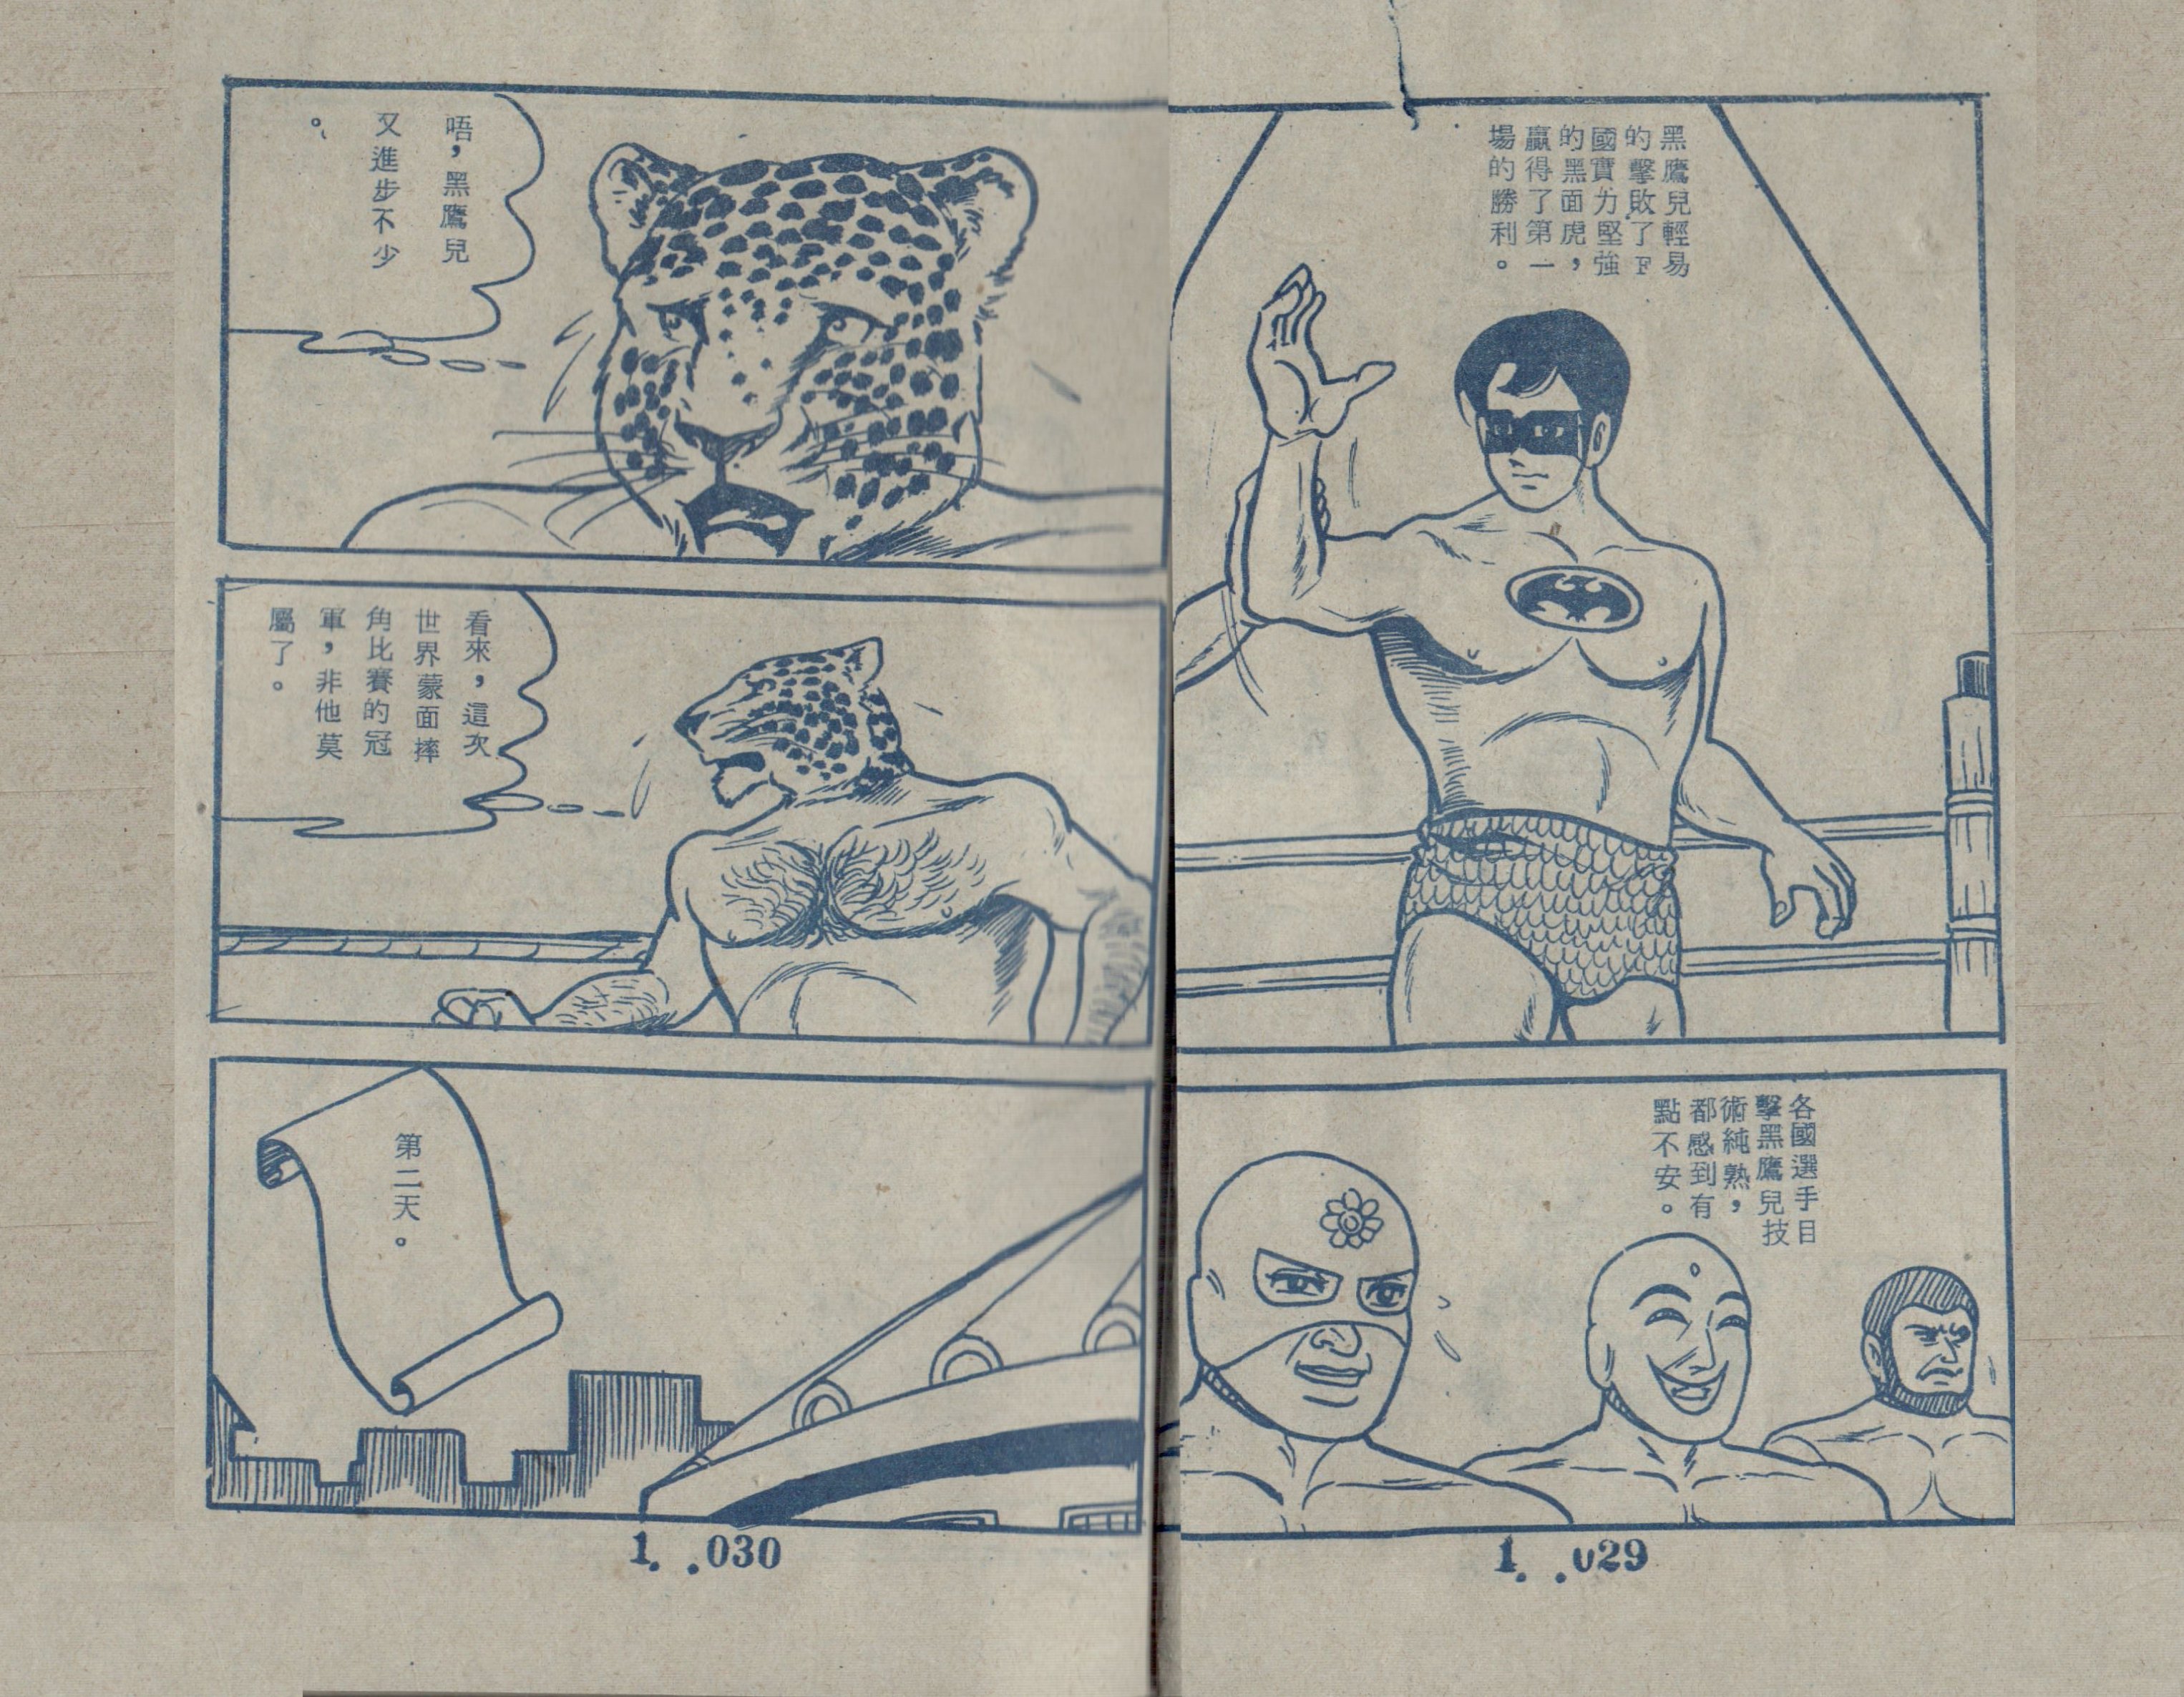 黑鷹兒輕易
的擊敗了F
國實力堅強
的黑面虎，
贏得了第一
場的勝利。
各國選手目
擊黑鷹兒技
術純熟，
都感到有
點不安。
1. .029
唔，黑鷹兒
又進步不少
。
看來，這次
世界蒙面摔
角比賽的冠
軍，非他莫
屬了。
第二天。
1. .030